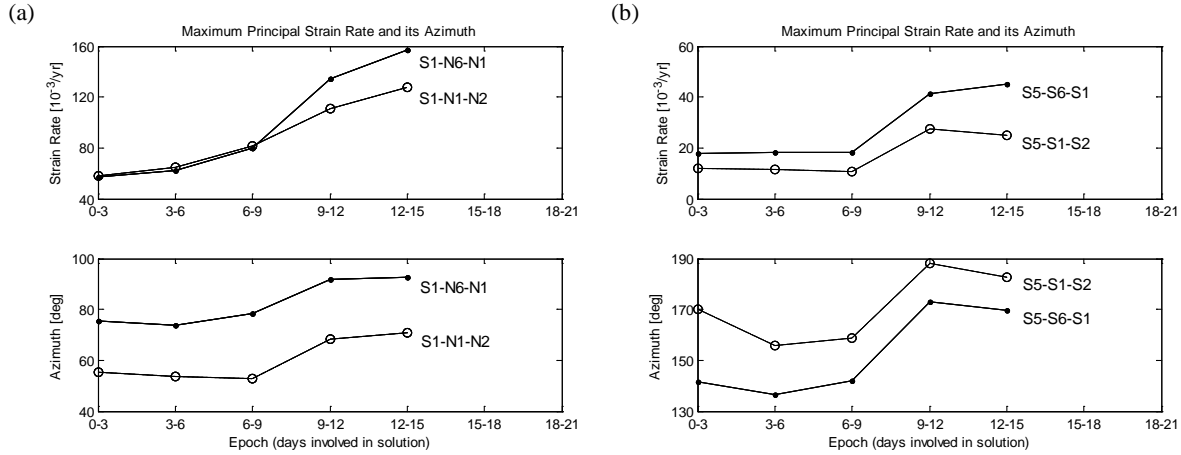 (a)
Maximum Principal Strain Rate and its Azimuth
Strain Rate [10⁻³/yr]
160
120
80
40
S1-N6-N1
S1-N1-N2
0-3 3-6 6-9 9-12 12-15 15-18 18-21
Azimuth [deg]
100
80
60
40
S1-N6-N1
S1-N1-N2
0-3 3-6 6-9 9-12 12-15 15-18 18-21
Epoch (days involved in solution)
(b)
Maximum Principal Strain Rate and its Azimuth
Strain Rate [10⁻³/yr]
60
40
20
0
S5-S6-S1
S5-S1-S2
0-3 3-6 6-9 9-12 12-15 15-18 18-21
Azimuth [deg]
190
170
150
130
S5-S1-S2
S5-S6-S1
0-3 3-6 6-9 9-12 12-15 15-18 18-21
Epoch (days involved in solution)